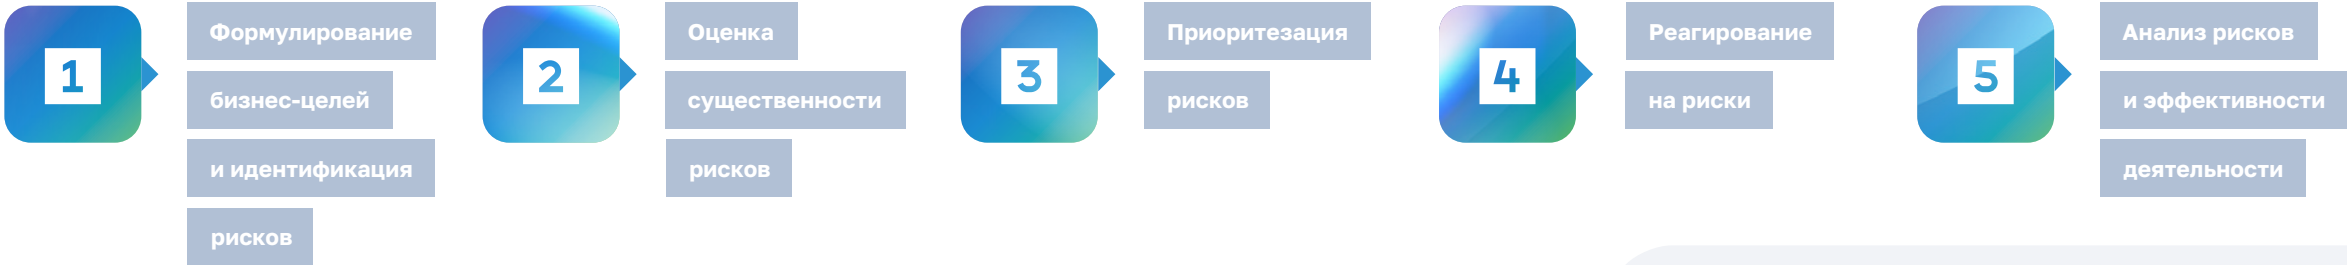 1
Формулирование
бизнес-целей
и идентификация
рисков
2
Оценка
существенности
рисков
3
Приоритезация
рисков
4
Реагирование
на риски
5
Анализ рисков
и эффективности
деятельности